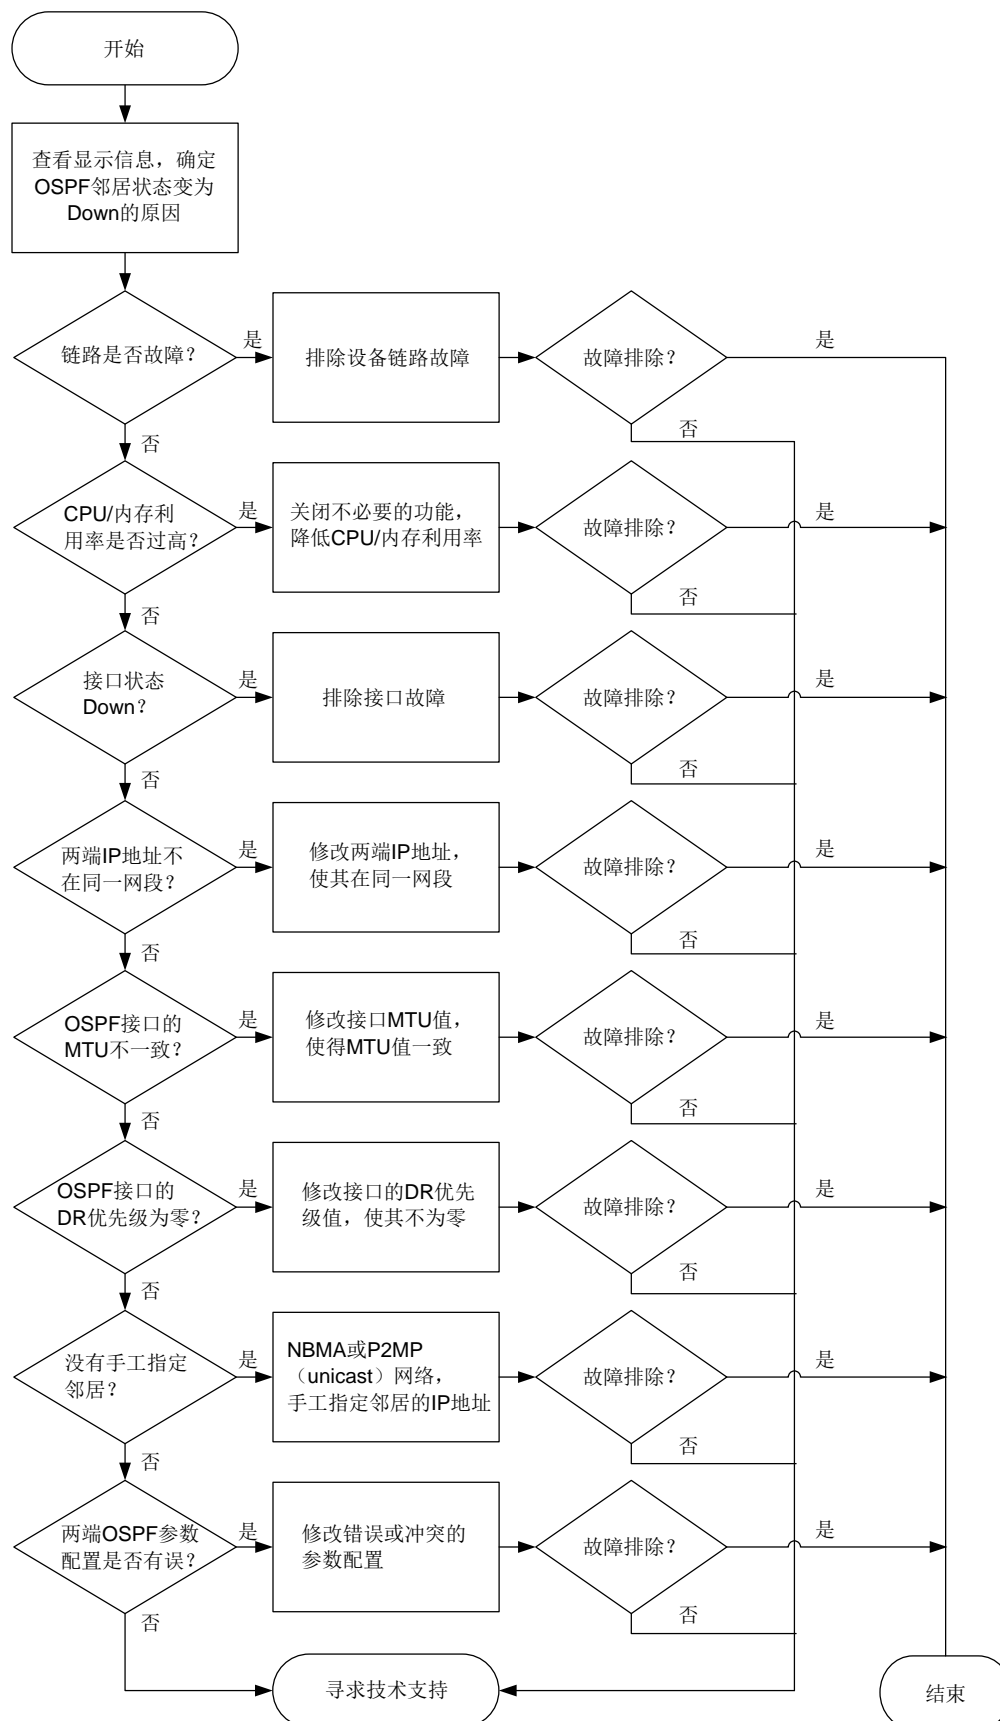 开始
查看显示信息，确定
OSPF邻居状态变为
Down的原因
链路是否故障？
是
排除设备链路故障
故障排除？
是
否
否
CPU/内存利
用率是否过高？
是
关闭不必要的功能，
降低CPU/内存利用率
故障排除？
是
否
否
接口状态
Down？
是
排除接口故障
故障排除？
是
否
否
两端IP地址不
在同一网段？
是
修改两端IP地址，
使其在同一网段
故障排除？
是
否
否
OSPF接口的
MTU不一致？
是
修改接口MTU值，
使得MTU值一致
故障排除？
是
否
否
OSPF接口的
DR优先级为零？
是
修改接口的DR优先
级值，使其不为零
故障排除？
是
否
否
没有手工指定
邻居？
是
NBMA或P2MP
（unicast）网络，
手工指定邻居的IP地址
故障排除？
是
否
否
两端OSPF参数
配置是否有误？
是
修改错误或冲突的
参数配置
故障排除？
是
否
否
寻求技术支持
结束